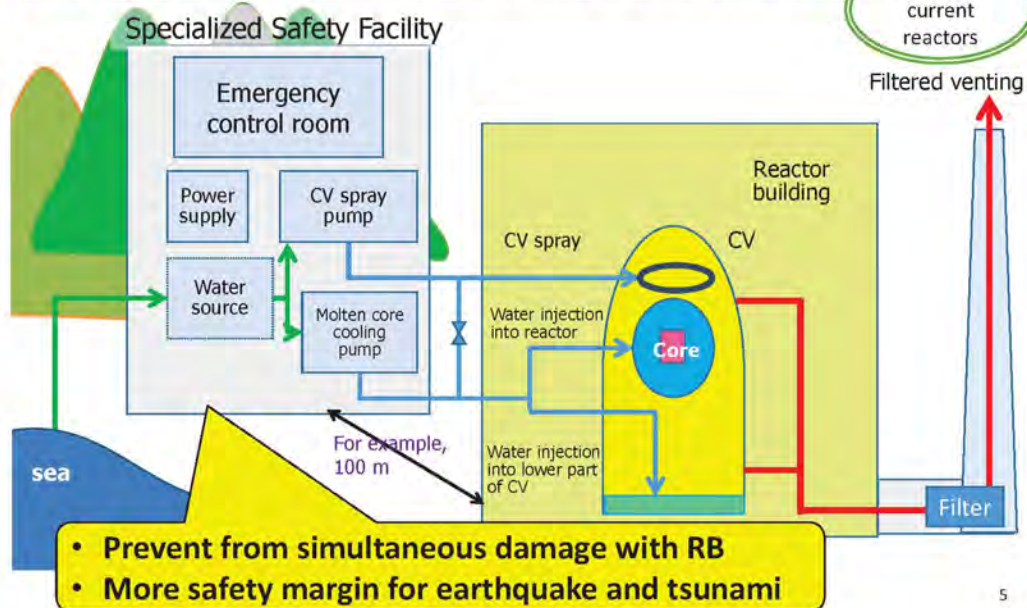 current
reactors
Filtered venting
Specialized Safety Facility
Emergency
control room
Power
supply
CV spray
pump
Water
source
Molten core
cooling
pump
Reactor
building
CV spray
CV
Water injection
into reactor
Core
For example,
100 m
Water injection
into lower part
of CV
sea
Filter
• Prevent from simultaneous damage with RB
• More safety margin for earthquake and tsunami
5